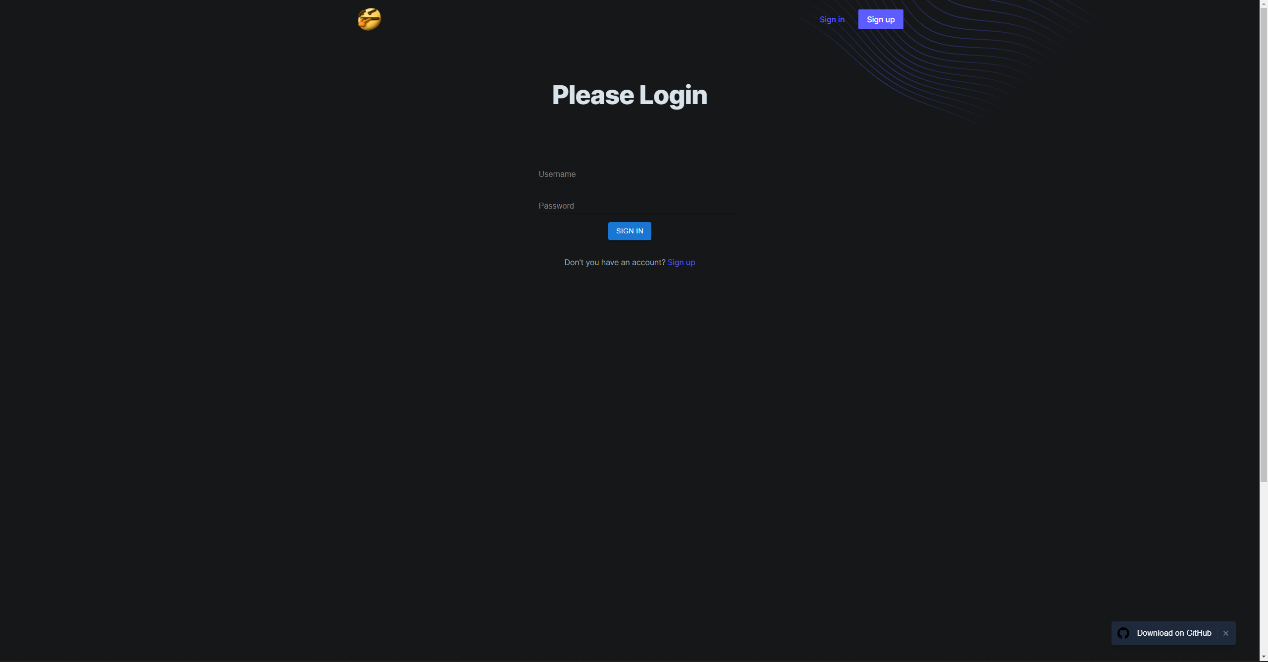 Sign in
Sign up
Please Login
Username
Password
SIGN IN
Don't you have an account? Sign up
Download on GitHub